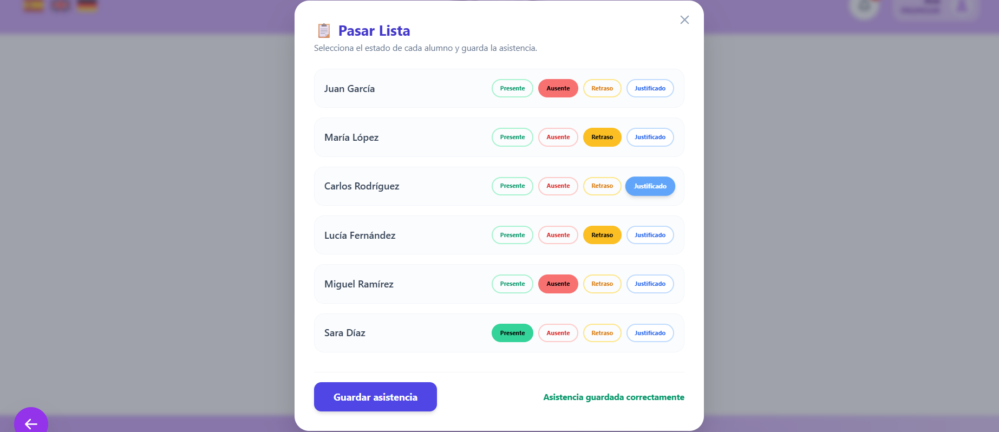 Pasar Lista
Selecciona el estado de cada alumno y guarda la asistencia.
Juan García Presente Ausente Retraso Justificado
María López Presente Ausente Retraso Justificado
Carlos Rodríguez Presente Ausente Retraso Justificado
Lucía Fernández Presente Ausente Retraso Justificado
Miguel Ramírez Presente Ausente Retraso Justificado
Sara Díaz Presente Ausente Retraso Justificado
Guardar asistencia Asistencia guardada correctamente